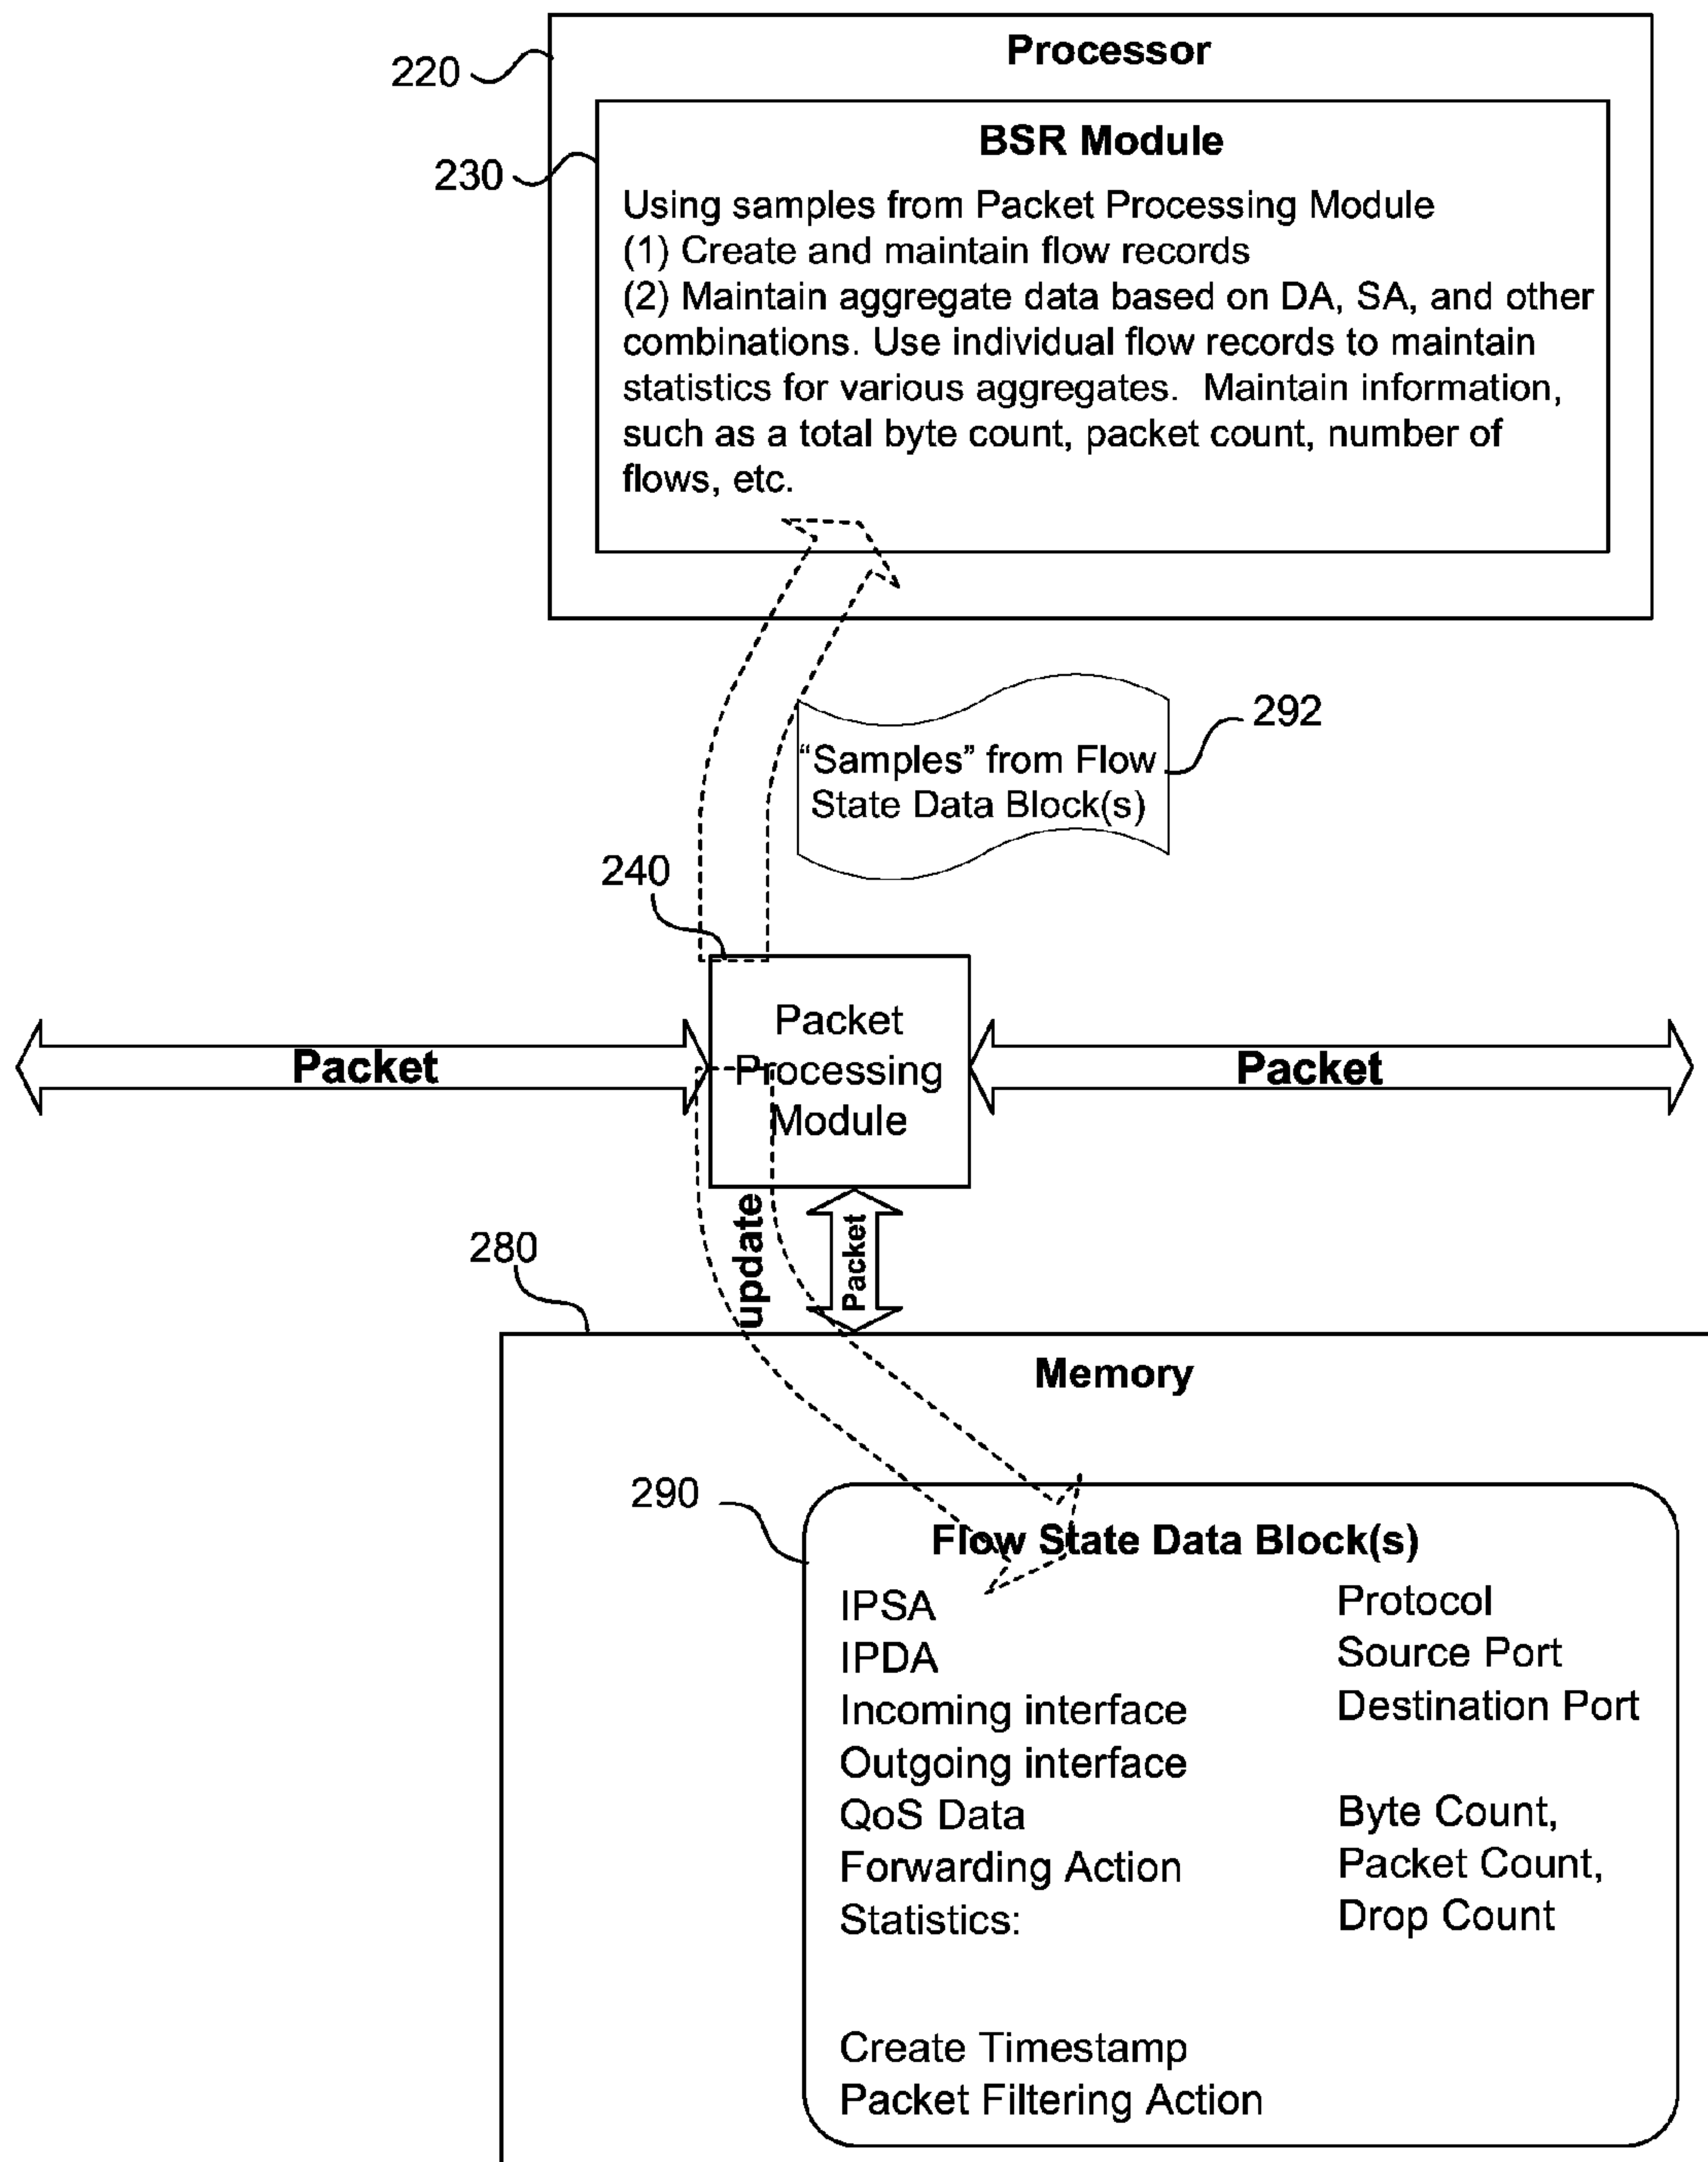 Processor
220
BSR Module
230
Using samples from Packet Processing Module
(1) Create and maintain flow records
(2) Maintain aggregate data based on DA, SA, and other
combinations. Use individual flow records to maintain
statistics for various aggregates.  Maintain information,
such as a total byte count, packet count, number of
flows, etc.
292
“Samples” from Flow
State Data Block(s)
240
Packet
Processing
Module
Packet
Packet
update
Packet
280
Memory
290
Flow State Data Block(s)
IPSA
IPDA
Incoming interface
Outgoing interface
QoS Data
Forwarding Action
Statistics:
Protocol
Source Port
Destination Port
Byte Count,
Packet Count,
Drop Count
Create Timestamp
Packet Filtering Action